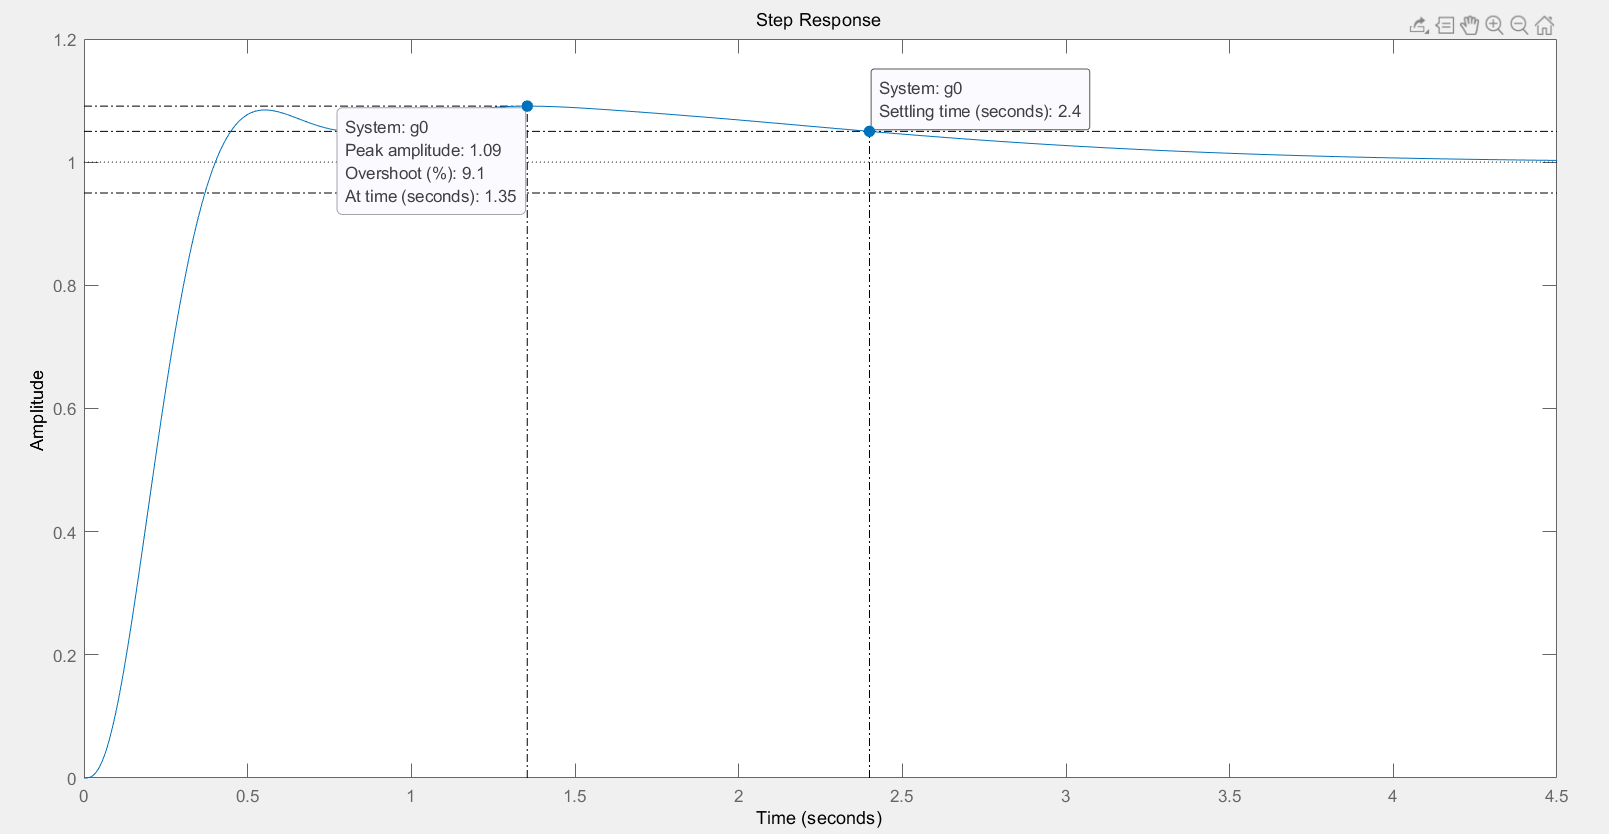 Step Response
1.2
1
0.8
0.6
0.4
0.2
0
Amplitude
System: g0
Peak amplitude: 1.09
Overshoot (%): 9.1
At time (seconds): 1.35
System: g0
Settling time (seconds): 2.4
0 0.5 1 1.5 2 2.5 3 3.5 4 4.5
Time (seconds)